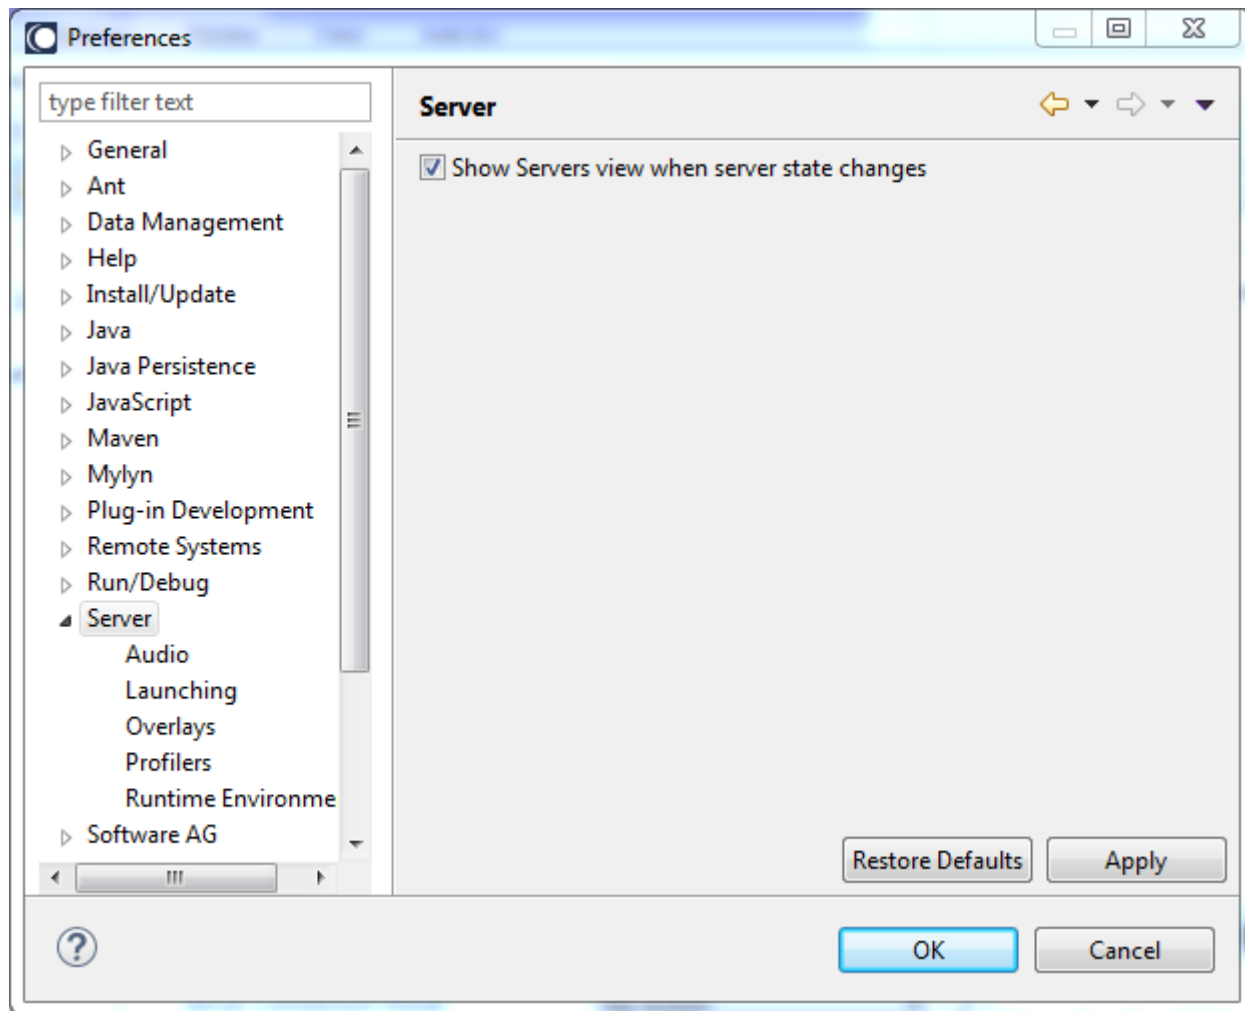 Preferences
type filter text
General
Ant
Data Management
Help
Install/Update
Java
Java Persistence
JavaScript
Maven
Mylyn
Plug-in Development
Remote Systems
Run/Debug
Server
Audio
Launching
Overlays
Profilers
Runtime Environme
Software AG
Server
Show Servers view when server state changes
Restore Defaults
Apply
OK
Cancel